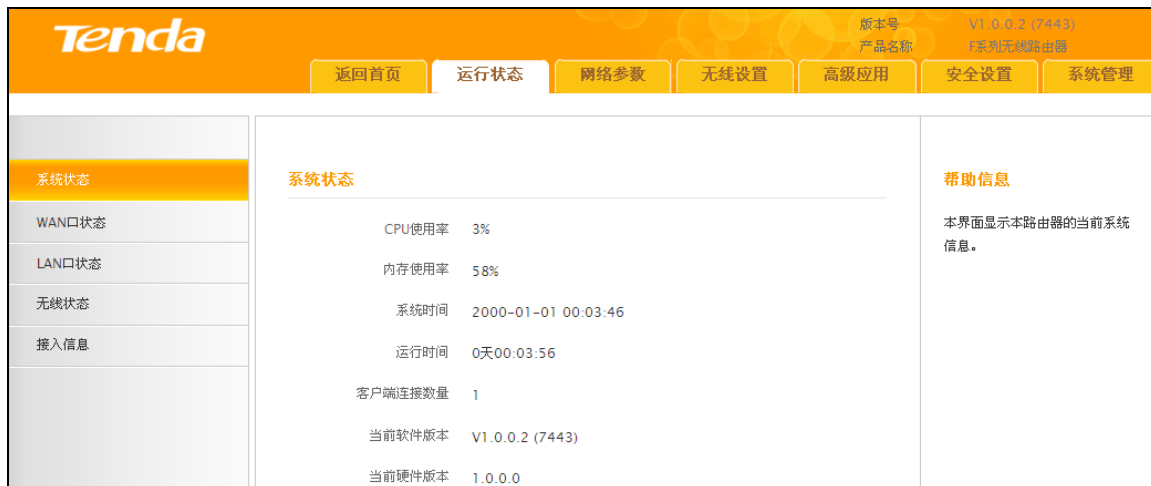 Tenda
版本号 V1.0.0.2 (7443)
产品名称 F系列无线路由器
返回首页 运行状态 网络参数 无线设置 高级应用 安全设置 系统管理
系统状态
WAN口状态
LAN口状态
无线状态
接入信息
系统状态
CPU使用率 3%
内存使用率 58%
系统时间 2000-01-01 00:03:46
运行时间 0天00:03:56
客户端连接数量 1
当前软件版本 V1.0.0.2 (7443)
当前硬件版本 1.0.0.0
帮助信息
本界面显示本路由器的当前系统
信息。